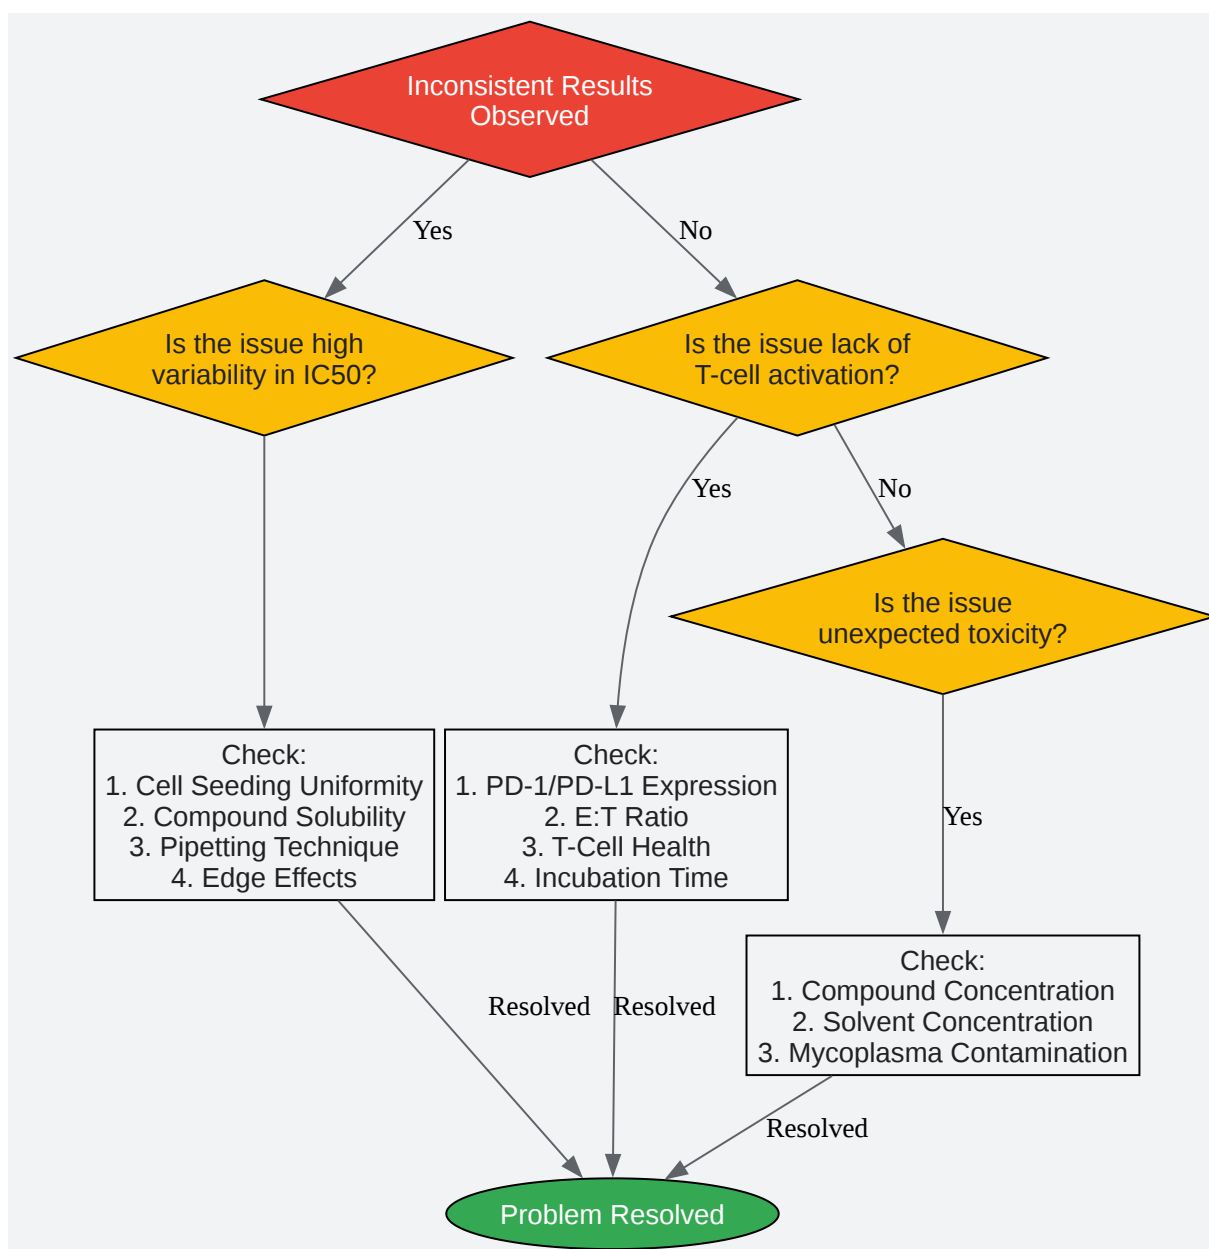 Inconsistent Results
Observed
Yes
No
Is the issue high
variability in IC50?
Is the issue lack of
T-cell activation?
Yes
No
Is the issue
unexpected toxicity?
Check:
1. Cell Seeding Uniformity
2. Compound Solubility
3. Pipetting Technique
4. Edge Effects
Check:
1. PD-1/PD-L1 Expression
2. E:T Ratio
3. T-Cell Health
4. Incubation Time
Yes
Check:
1. Compound Concentration
2. Solvent Concentration
3. Mycoplasma Contamination
Resolved
Resolved
Resolved
Problem Resolved